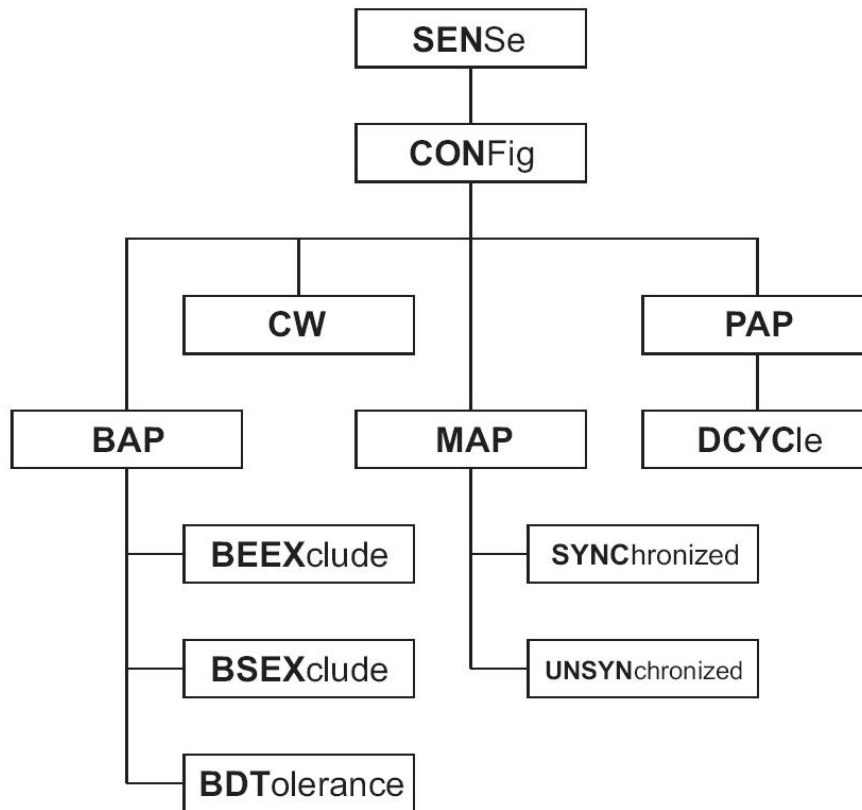 SENSe
CONFig
CW
PAP
BAP
MAP
DCYCle
BEEXclude
SYNChronized
BSEXclude
UNSYNchronized
BDTolerance